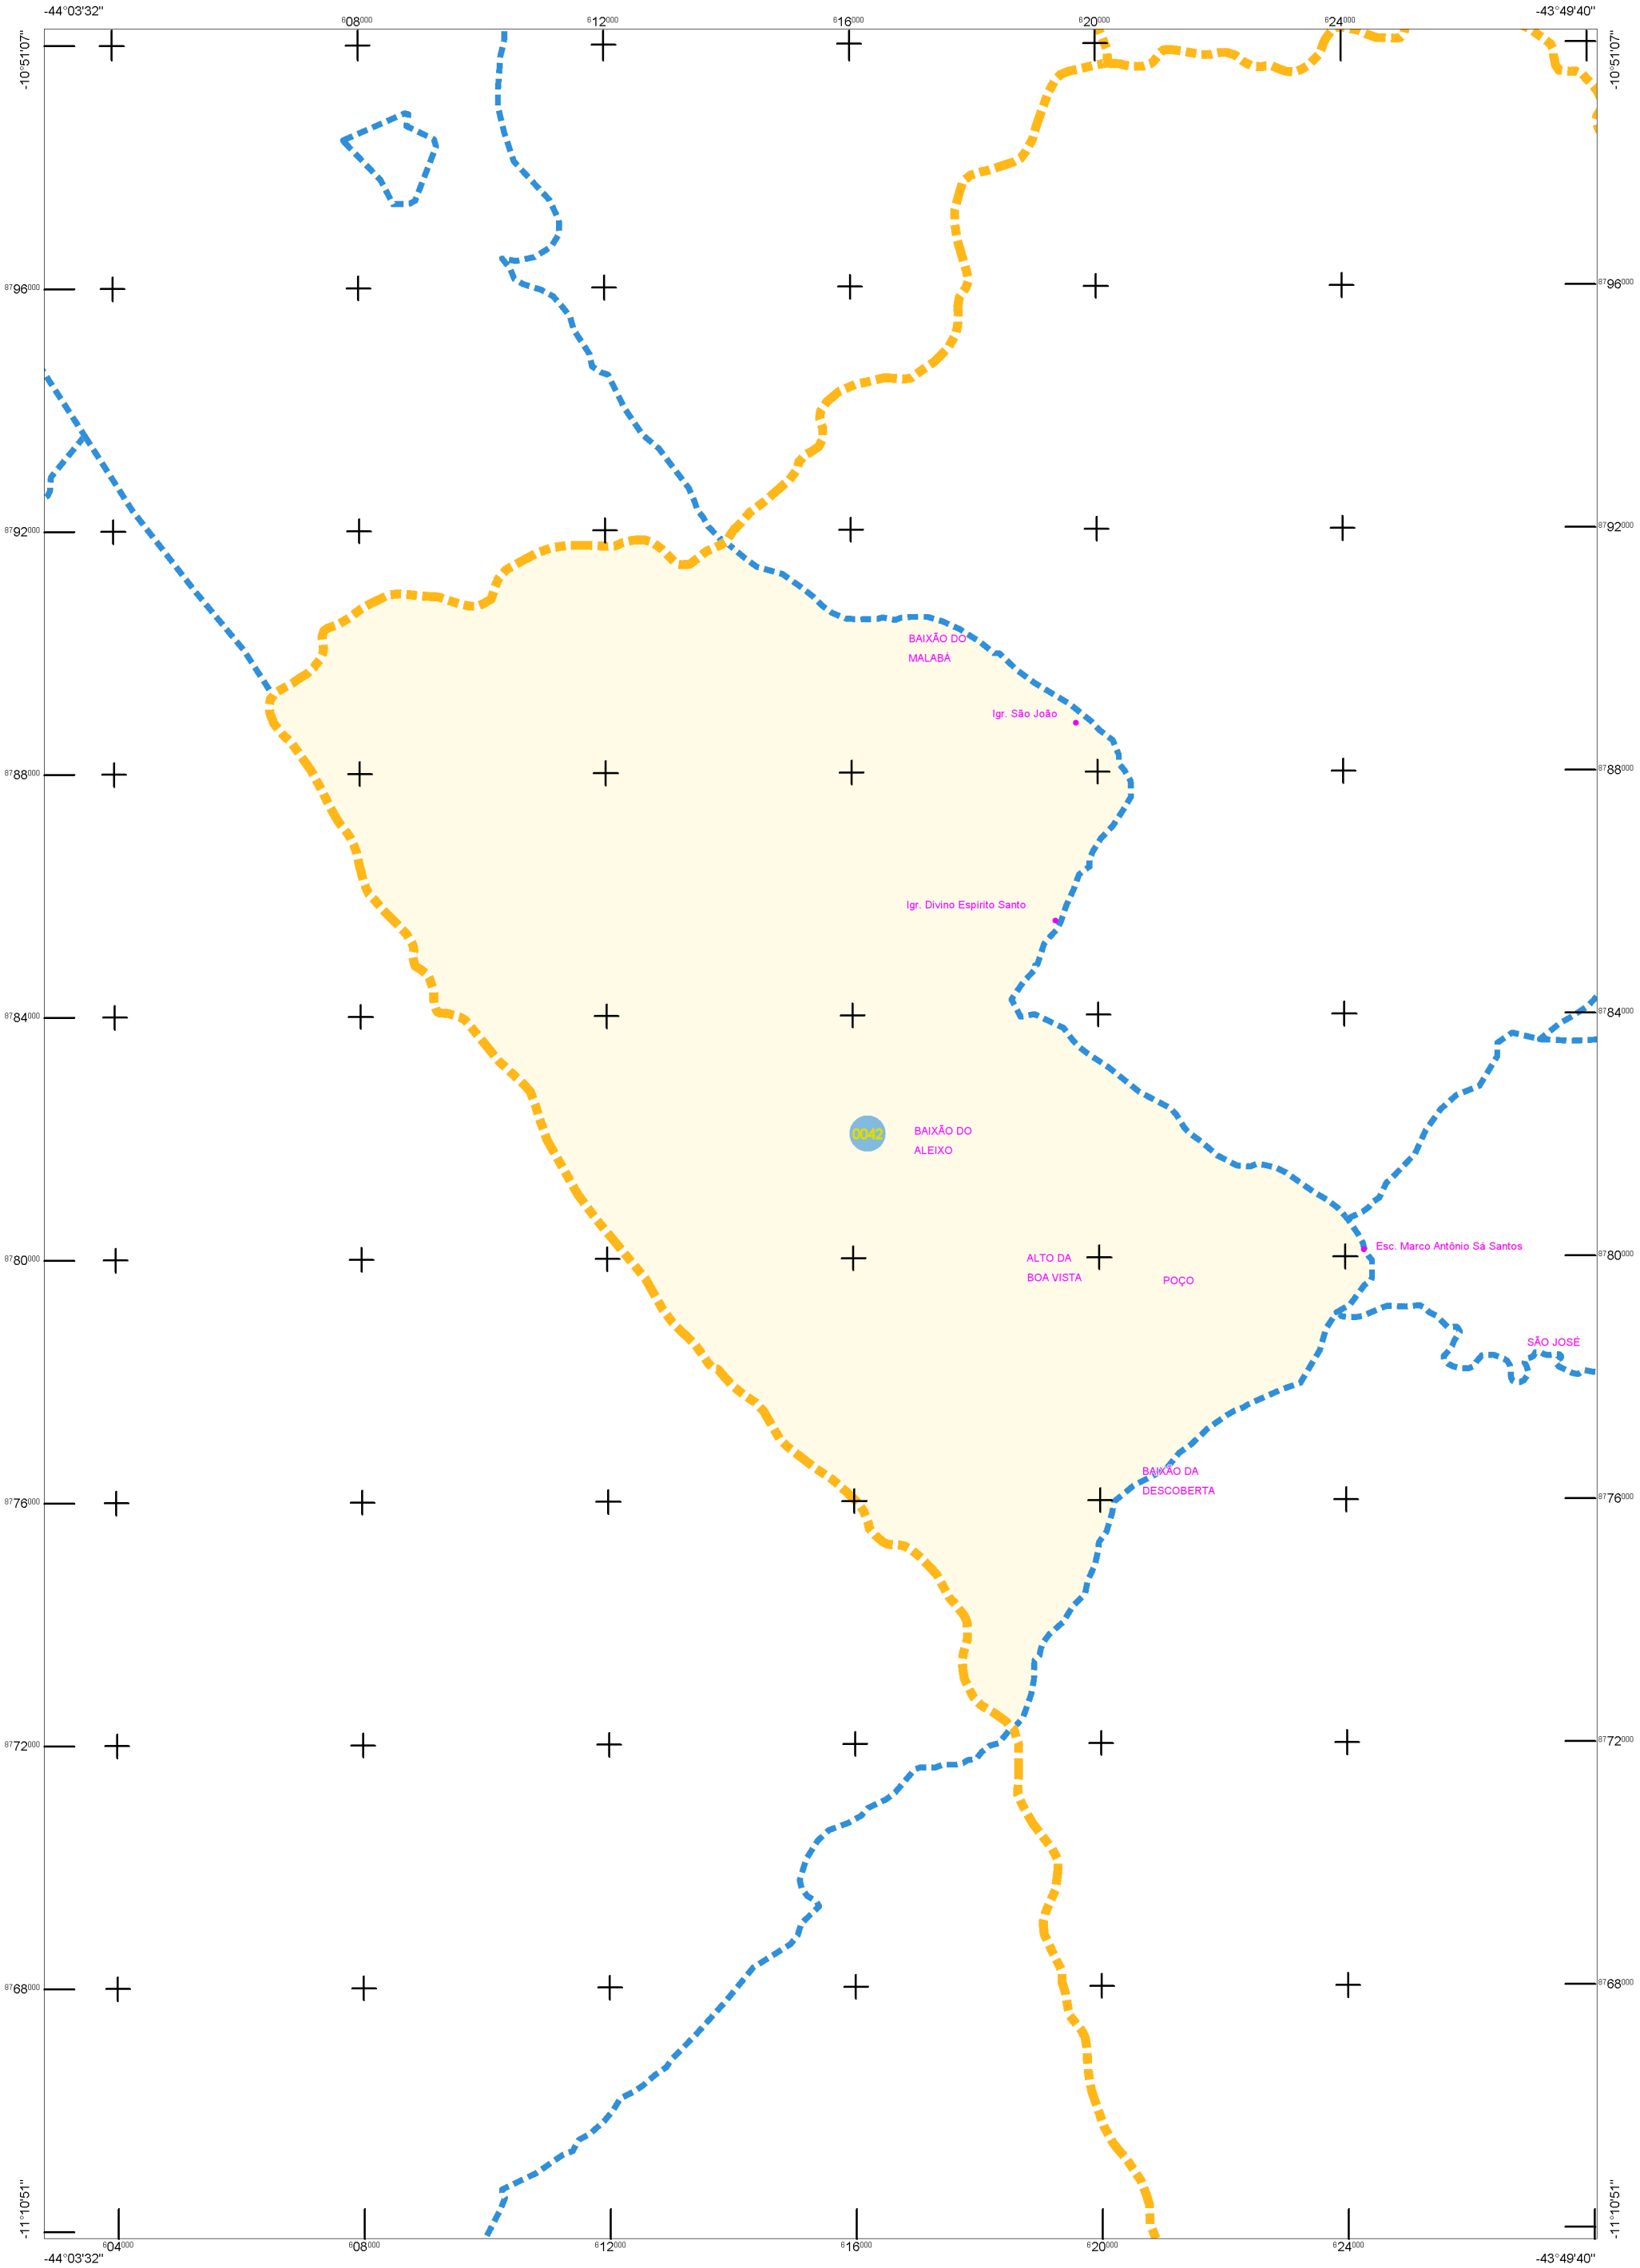 -44°03'32" -43°49'40"
608000 612000 616000 620000 624000
-10°51'07" -10°51'07"
8796000 8796000
8792000 8792000
BAIXÃO DO
MALABÁ
Igr. São João
8788000 8788000
Igr. Divino Espírito Santo
8784000 8784000
0042
BAIXÃO DO
ALEIXO
Esc. Marco Antônio Sá Santos
8780000 8780000
ALTO DA
BOA VISTA
POÇO
SÃO JOSÉ
BAIXÃO DA
DESCOBERTA
8776000 8776000
8772000 8772000
8768000 8768000
-11°10'51" -11°10'51"
604000 608000 612000 616000 620000 624000
-44°03'32" -43°49'40"